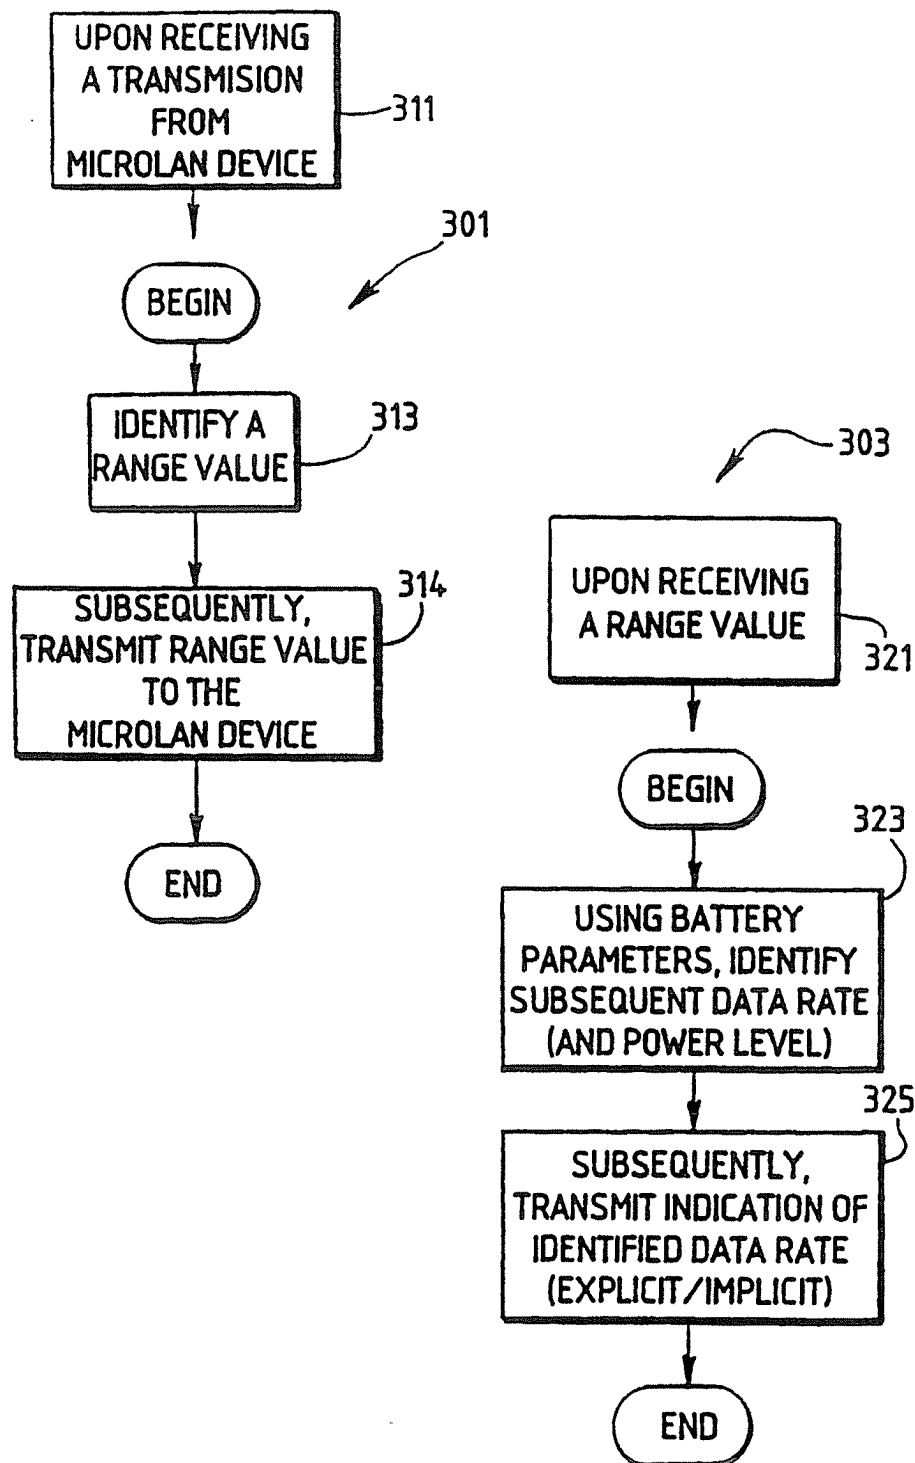 UPON RECEIVING
A TRANSMISION
FROM
MICROLAN DEVICE
311
301
BEGIN
IDENTIFY A
RANGE VALUE
313
SUBSEQUENTLY,
TRANSMIT RANGE VALUE
TO THE
MICROLAN DEVICE
314
END
303
UPON RECEIVING
A RANGE VALUE
321
BEGIN
323
USING BATTERY
PARAMETERS, IDENTIFY
SUBSEQUENT DATA RATE
(AND POWER LEVEL)
325
SUBSEQUENTLY,
TRANSMIT INDICATION OF
IDENTIFIED DATA RATE
(EXPLICIT/IMPLICIT)
END